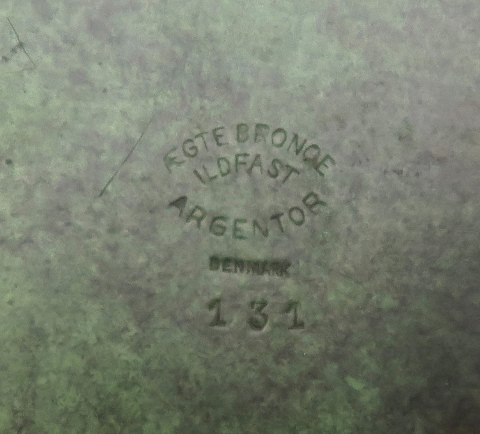 ÆGTE BRONCE
ILDFAST
ARGENTOR
DENMARK
131